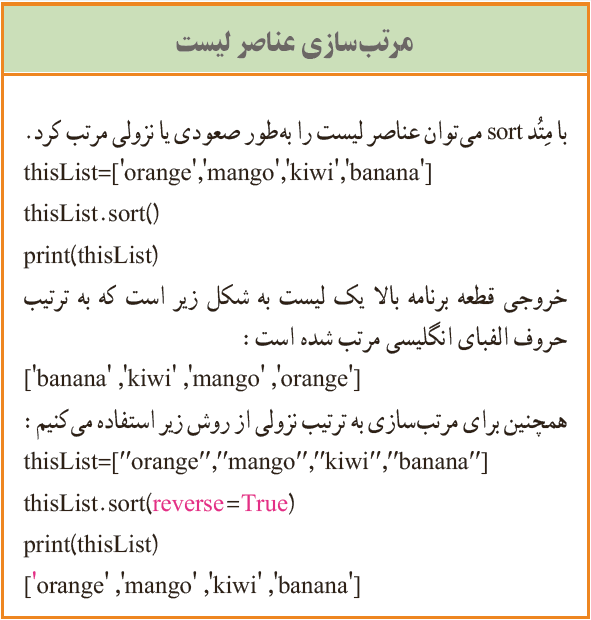 مرتب‌سازی عناصر لیست
با مِتُد sort می‌توان عناصر لیست را به‌طور صعودی یا نزولی مرتب کرد.
thisList=['orange','mango','kiwi','banana']
thisList.sort()
print(thisList)
خروجی قطعه برنامه بالا یک لیست به شکل زیر است که به ترتیب
حروف الفبای انگلیسی مرتب شده است :
['banana' ,'kiwi' ,'mango' ,'orange']
همچنین برای مرتب‌سازی به ترتیب نزولی از روش زیر استفاده می‌کنیم :
thisList=["orange","mango","kiwi","banana"]
thisList.sort(reverse=True)
print(thisList)
['orange' ,'mango' ,'kiwi' ,'banana']